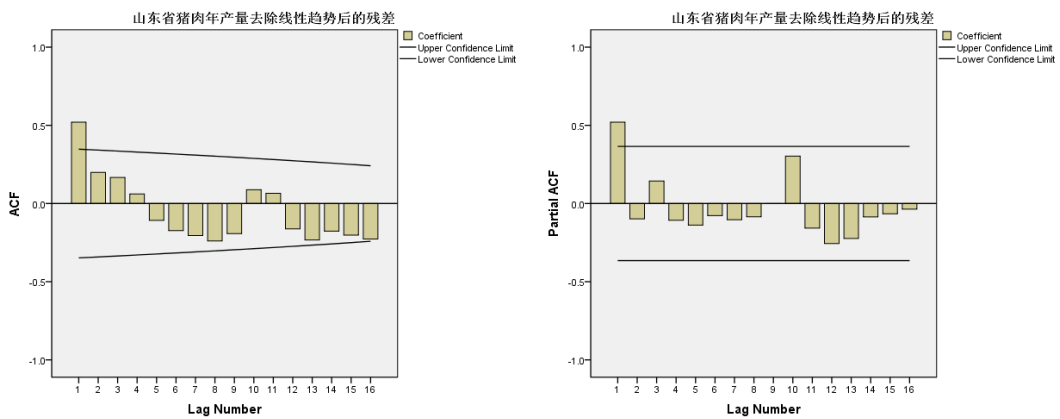 山东省猪肉年产量去除线性趋势后的残差
1.0
0.5
0.0
-0.5
-1.0
ACF
1 2 3 4 5 6 7 8 9 10 11 12 13 14 15 16
Lag Number
Coefficient
Upper Confidence Limit
Lower Confidence Limit
山东省猪肉年产量去除线性趋势后的残差
1.0
0.5
0.0
-0.5
-1.0
Partial ACF
1 2 3 4 5 6 7 8 9 10 11 12 13 14 15 16
Lag Number
Coefficient
Upper Confidence Limit
Lower Confidence Limit